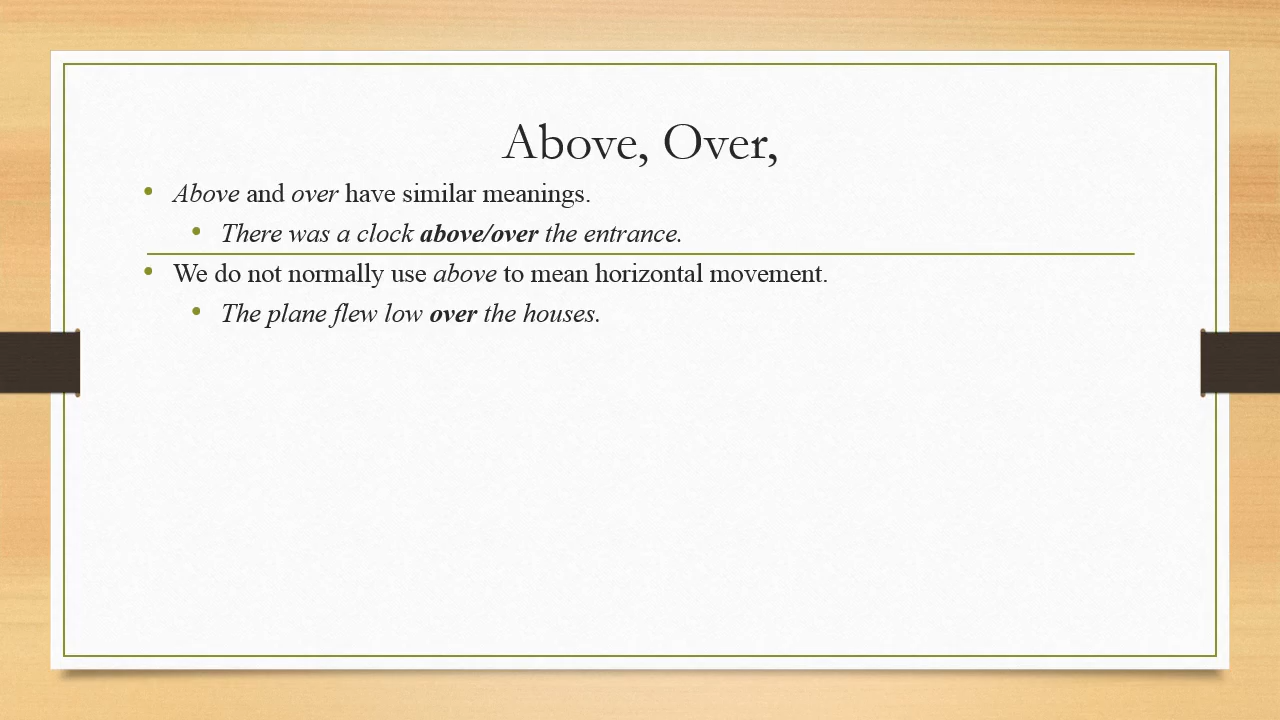 Above, Over,
• Above and over have similar meanings.
• There was a clock above/over the entrance.
• We do not normally use above to mean horizontal movement.
• The plane flew low over the houses.